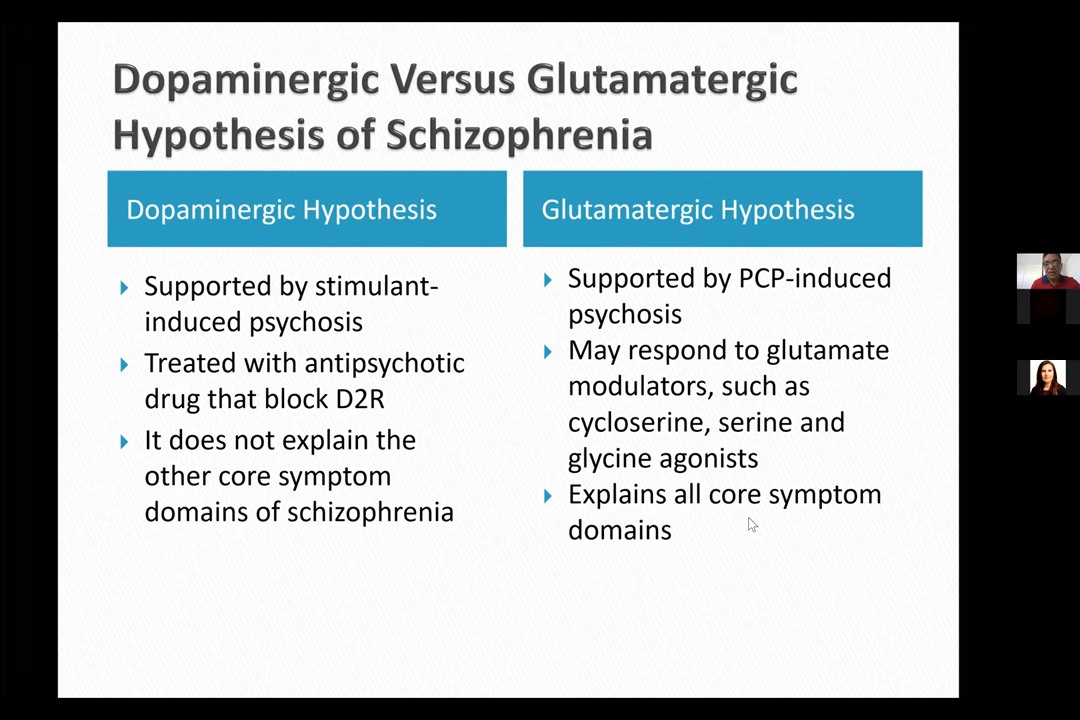 Dopaminergic Versus Glutamatergic
Hypothesis of Schizophrenia
Dopaminergic Hypothesis
Supported by stimulant-
induced psychosis
Treated with antipsychotic
drug that block D2R
It does not explain the
other core symptom
domains of schizophrenia
Glutamatergic Hypothesis
Supported by PCP-induced
psychosis
May respond to glutamate
modulators, such as
cycloserine, serine and
glycine agonists
Explains all core symptom
domains